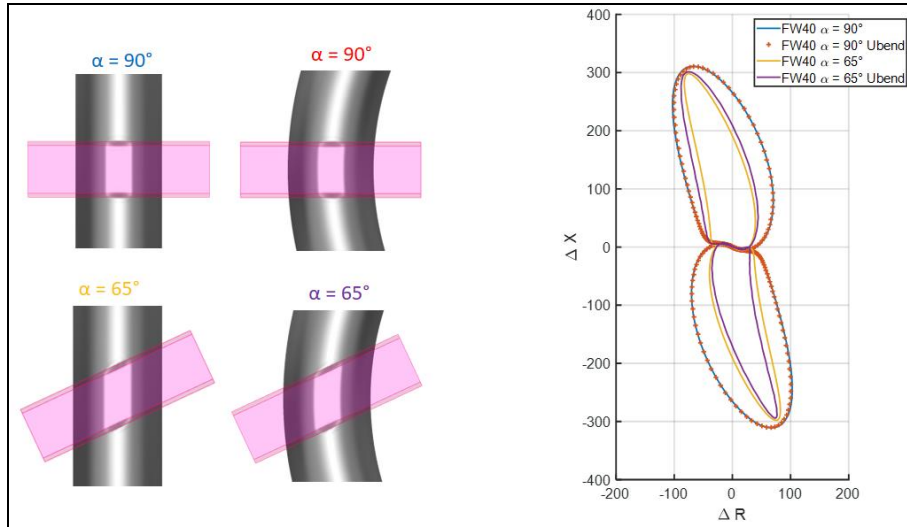 α = 90°
α = 90°
α = 65°
α = 65°
400
300
200
100
0
-100
-200
-300
-400
Δ X
-200
-100
0
100
200
Δ R
FW40 α = 90°
FW40 α = 90° Ubend
FW40 α = 65°
FW40 α = 65° Ubend